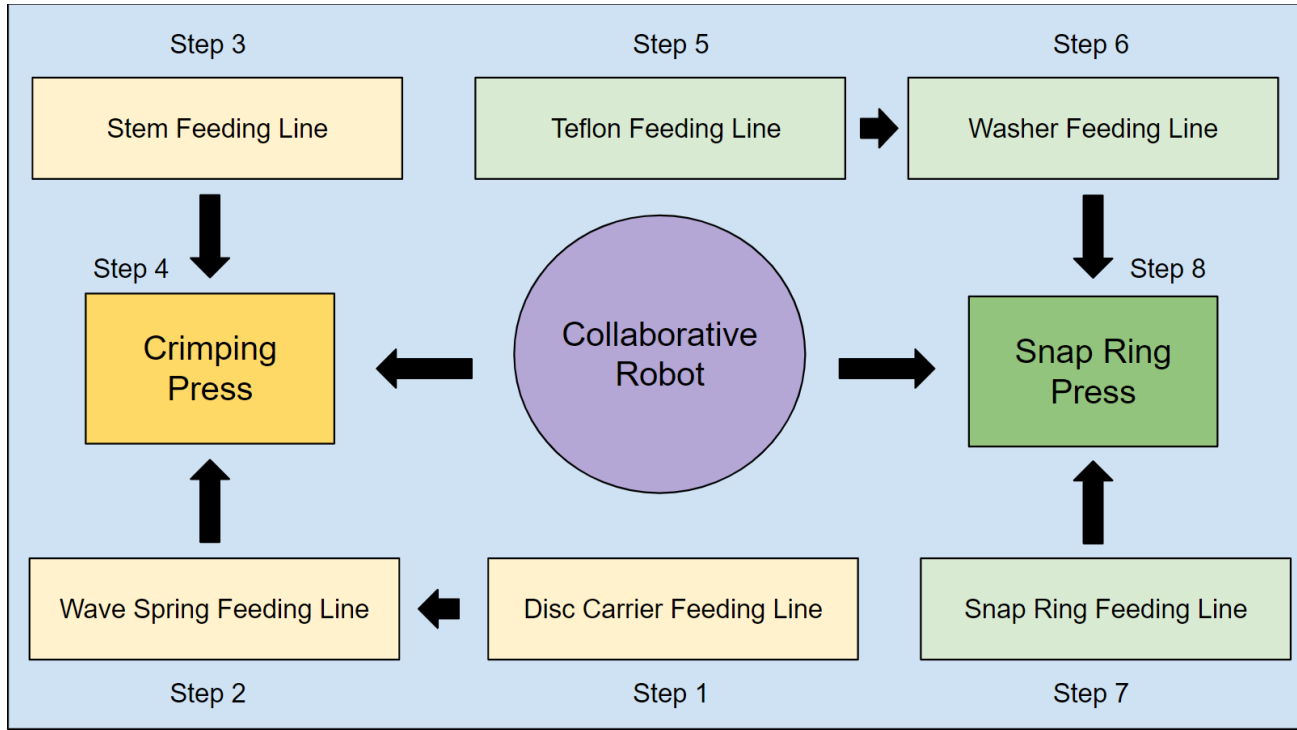 Step 3
Step 5
Step 6
Stem Feeding Line
Teflon Feeding Line
Washer Feeding Line
Step 4
Step 8
Crimping
Press
Collaborative
Robot
Snap Ring
Press
Wave Spring Feeding Line
Disc Carrier Feeding Line
Snap Ring Feeding Line
Step 2
Step 1
Step 7